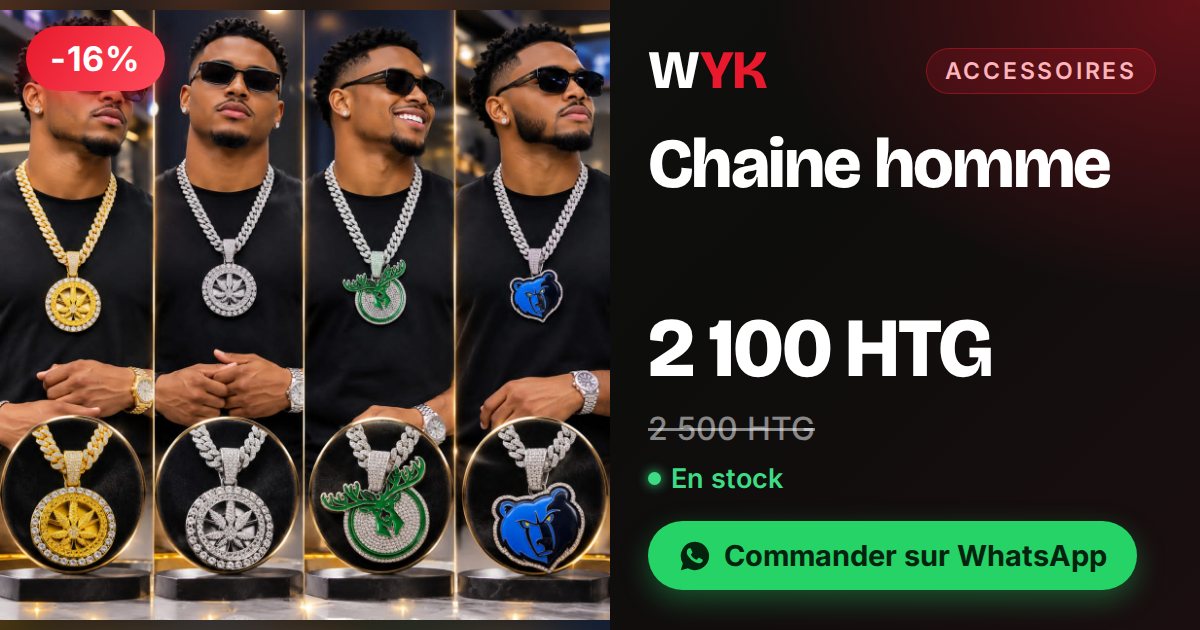 -16%
WYK
ACCESSOIRES
Chaine homme
2 100 HTG
2 500 HTG
En stock
Commander sur WhatsApp